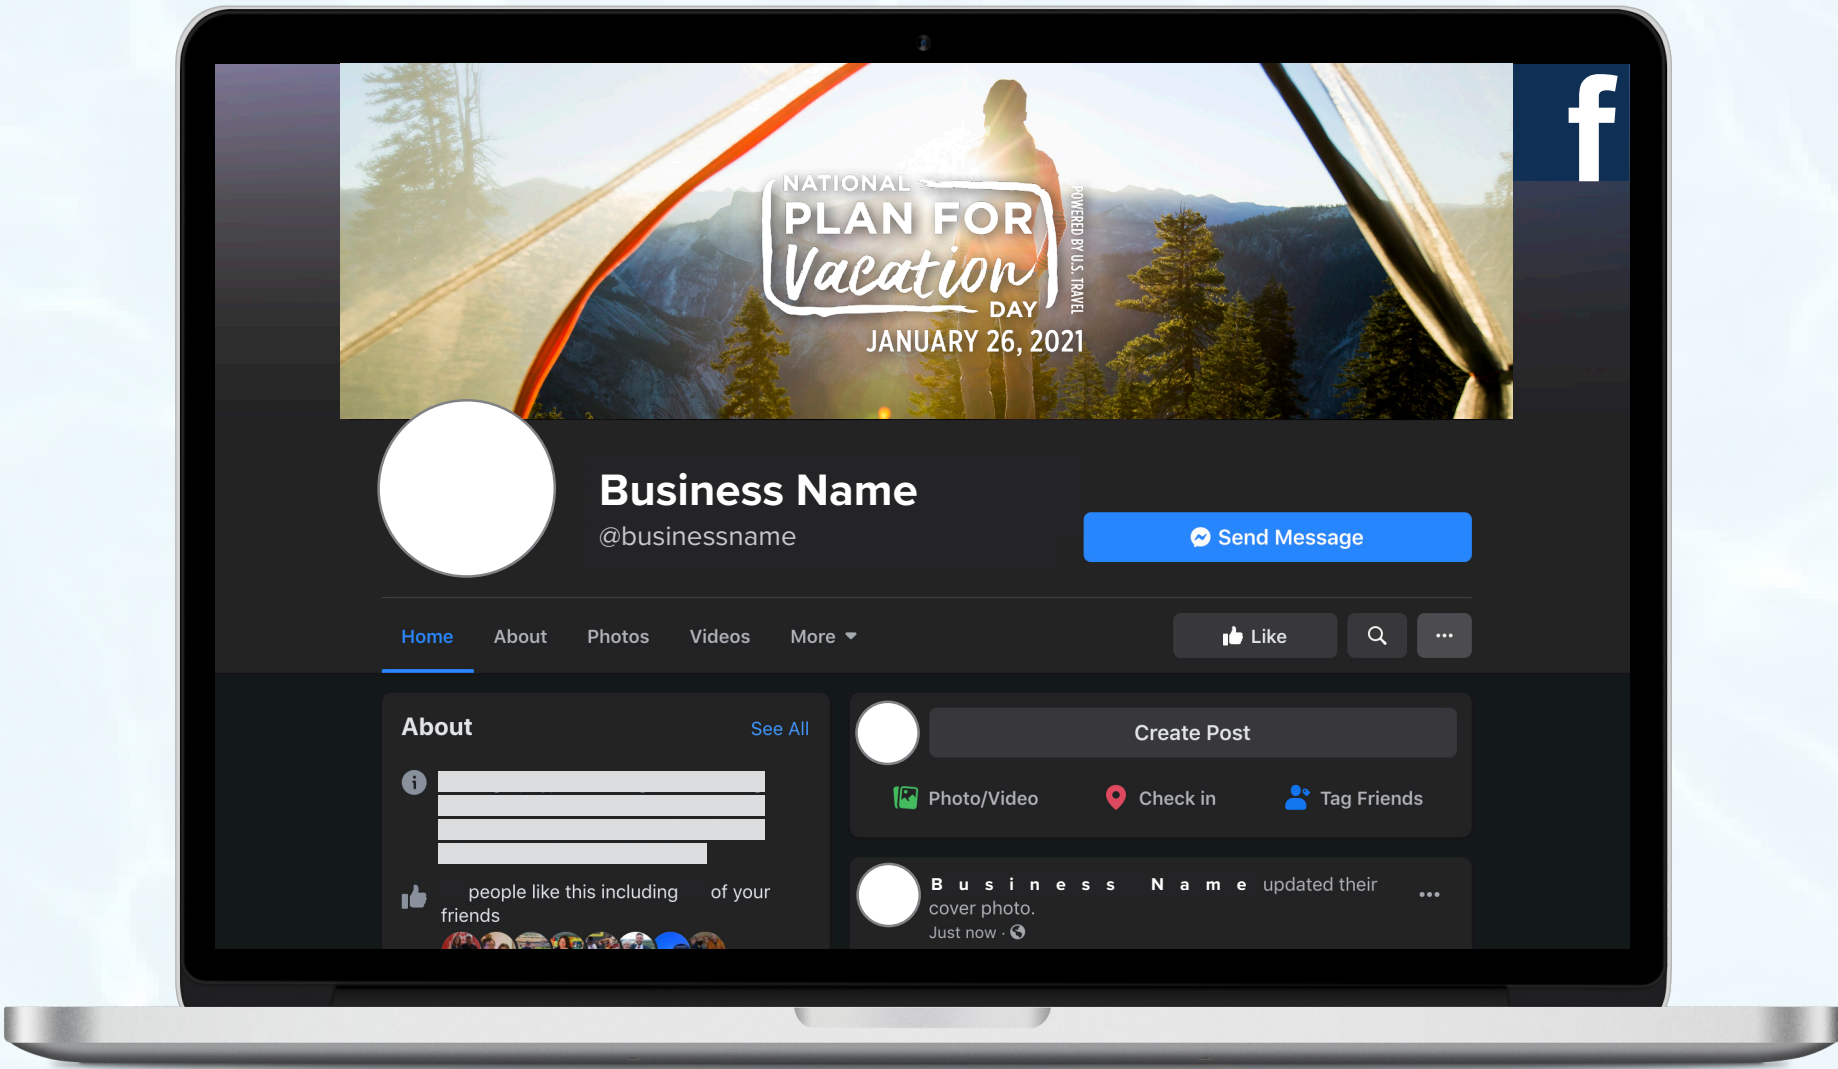 f
NATIONAL
PLAN FOR
Vacation
DAY
POWERED BY U.S. TRAVEL
JANUARY 26, 2021
Business Name
@businessname
Send Message
Home About Photos Videos More
Like
About
See All
people like this including of your
friends
Create Post
Photo/Video Check in Tag Friends
Business Name updated their
cover photo.
Just now ·